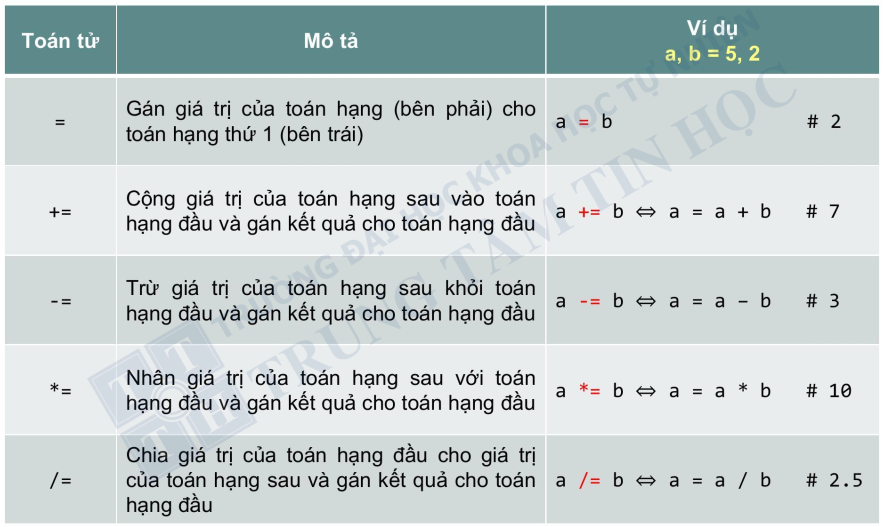 Toán tử
Mô tả
Ví dụ
a, b = 5, 2
=
Gán giá trị của toán hạng (bên phải) cho
toán hạng thứ 1 (bên trái)
a = b # 2
+=
Cộng giá trị của toán hạng sau vào toán
hạng đầu và gán kết quả cho toán hạng đầu
a += b ⇔ a = a + b # 7
-=
Trừ giá trị của toán hạng sau khỏi toán
hạng đầu và gán kết quả cho toán hạng đầu
a -= b ⇔ a = a – b # 3
*=
Nhân giá trị của toán hạng sau với toán
hạng đầu và gán kết quả cho toán hạng đầu
a *= b ⇔ a = a * b # 10
/=
Chia giá trị của toán hạng đầu cho giá trị
của toán hạng sau và gán kết quả cho toán
hạng đầu
a /= b ⇔ a = a / b # 2.5
TRƯỜNG ĐẠI HỌC KHOA HỌC TỰ NHIÊN
TRUNG TÂM TIN HỌC